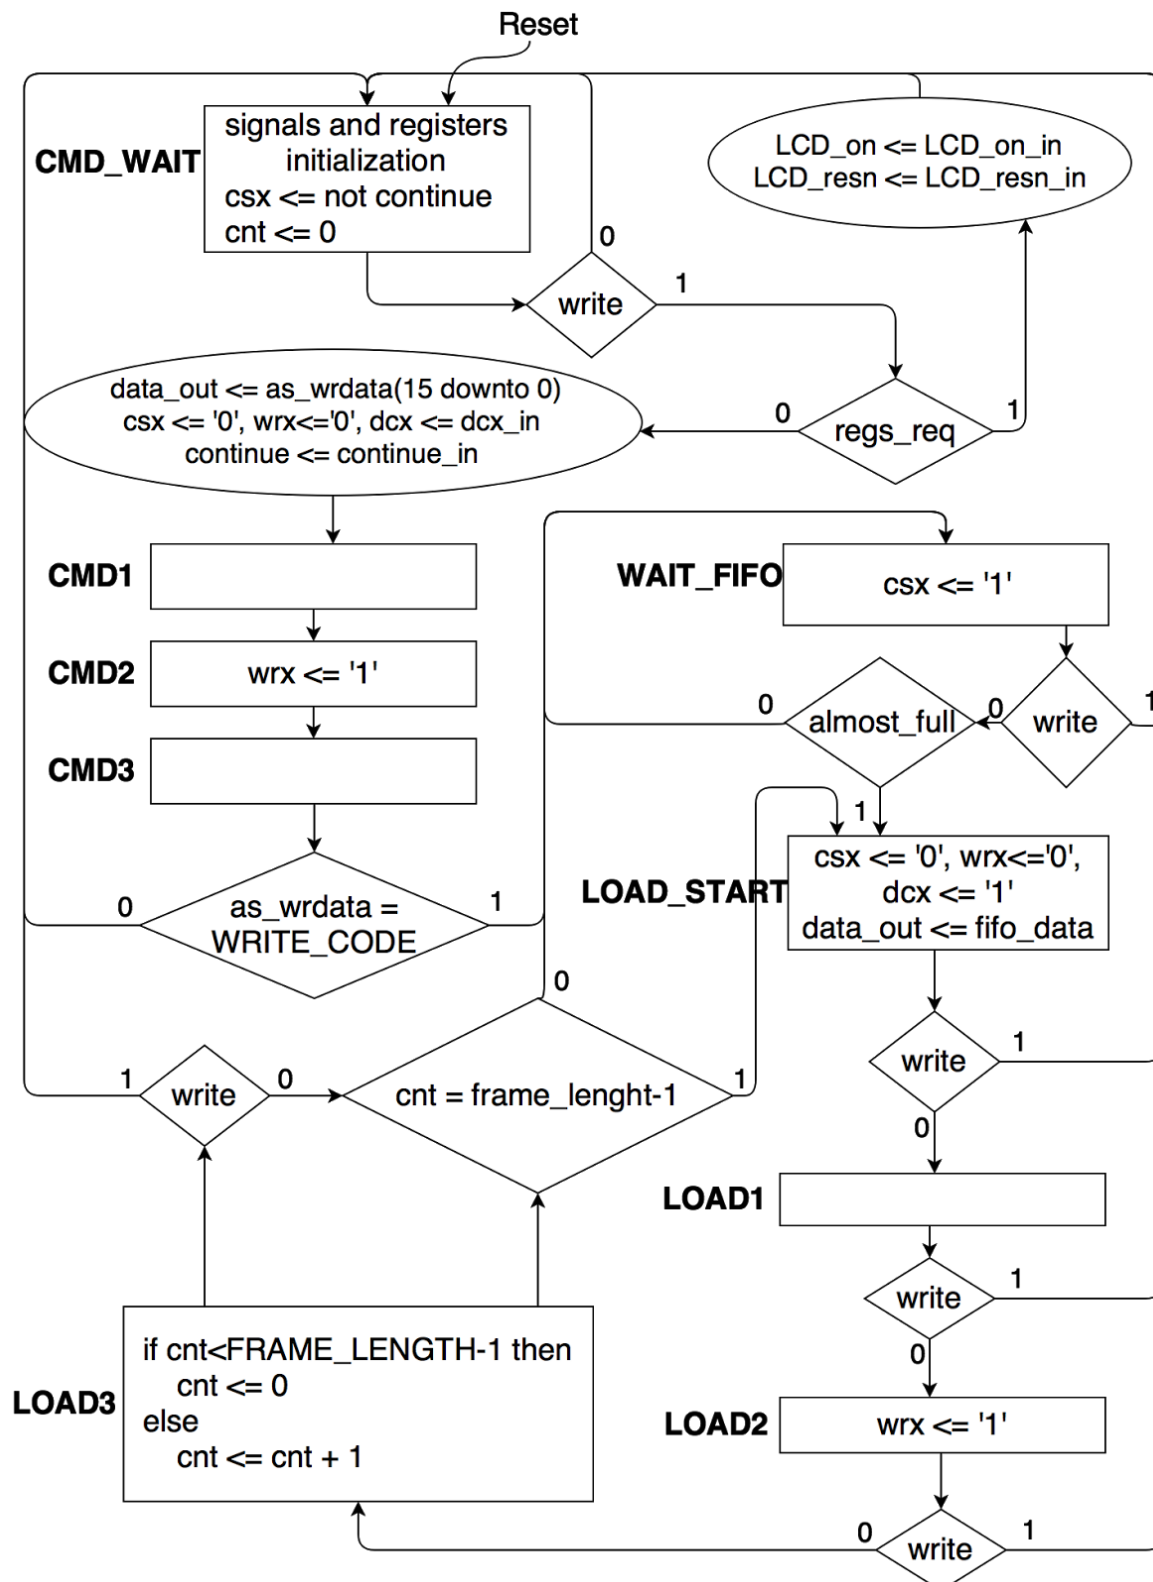 Reset
CMD_WAIT
signals and registers
initialization
csx <= not continue
cnt <= 0
LCD_on <= LCD_on_in
LCD_resn <= LCD_resn_in
0
write
1
data_out <= as_wrdata(15 downto 0)
csx <= '0', wrx<='0', dcx <= dcx_in
continue <= continue_in
0
regs_req
1
CMD1
WAIT_FIFO
csx <= '1'
CMD2
wrx <= '1'
0
almost_full
0
write
1
CMD3
1
LOAD_START
csx <= '0', wrx<='0',
dcx <= '1'
data_out <= fifo_data
0
as_wrdata =
WRITE_CODE
1
0
write
1
1
write
0
cnt = frame_lenght-1
1
0
LOAD1
write
1
0
LOAD3
if cnt<FRAME_LENGTH-1 then
cnt <= 0
else
cnt <= cnt + 1
LOAD2
wrx <= '1'
0
write
1